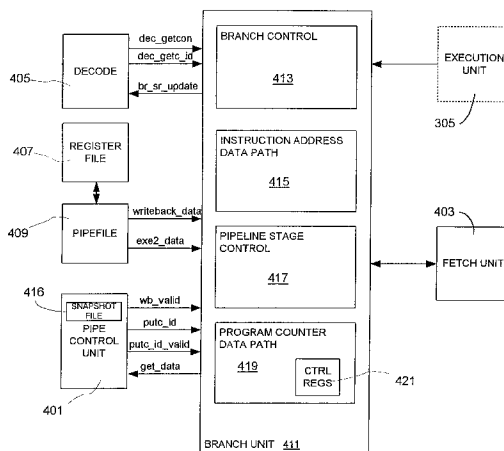 dec_getcon
dec_getc_id
br_sr_update
DECODE
405
REGISTER
FILE
407
PIPEFILE
409
writeback_data
exe2_data
416
SNAPSHOT
FILE
PIPE
CONTROL
UNIT
401
wb_valid
putc_id
putc_id_valid
get_data
BRANCH CONTROL
413
INSTRUCTION ADDRESS
DATA PATH
415
PIPELINE STAGE
CONTROL
417
PROGRAM COUNTER
DATA PATH
419
CTRL
REGS
421
BRANCH UNIT 411
EXECUTION
UNIT
305
403
FETCH UNIT